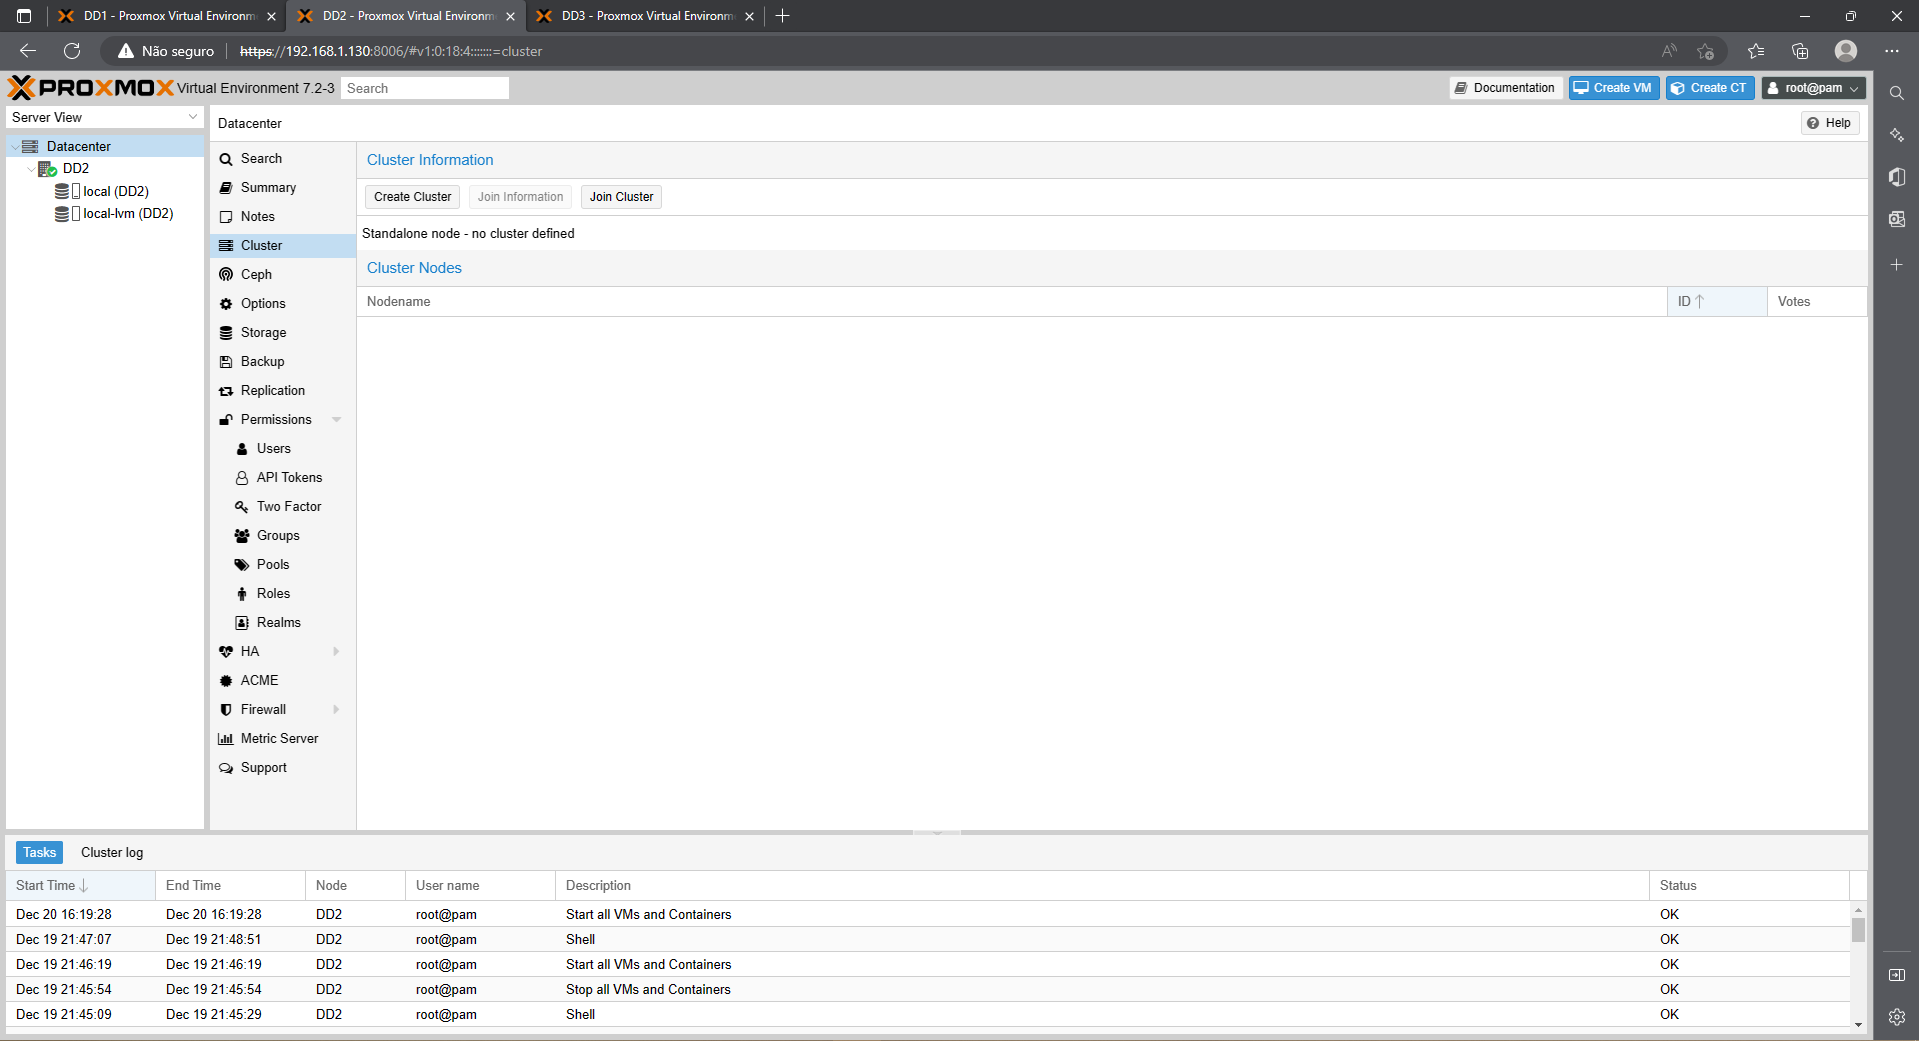 DD1 - Proxmox Virtual Environm
DD2 - Proxmox Virtual Environm
DD3 - Proxmox Virtual Environm
Não seguro
https://192.168.1.130:8006/#v1:0:18:4:::::::=cluster
PROXMOX Virtual Environment 7.2-3
Search
Documentation
Create VM
Create CT
root@pam
Server View
Datacenter
DD2
local (DD2)
local-lvm (DD2)
Datacenter
Help
Search
Summary
Notes
Cluster
Ceph
Options
Storage
Backup
Replication
Permissions
Users
API Tokens
Two Factor
Groups
Pools
Roles
Realms
HA
ACME
Firewall
Metric Server
Support
Cluster Information
Create Cluster Join Information Join Cluster
Standalone node - no cluster defined
Cluster Nodes
Nodename ID Votes
Tasks Cluster log
Start Time End Time Node User name Description Status
Dec 20 16:19:28 Dec 20 16:19:28 DD2 root@pam Start all VMs and Containers OK
Dec 19 21:47:07 Dec 19 21:48:51 DD2 root@pam Shell OK
Dec 19 21:46:19 Dec 19 21:46:19 DD2 root@pam Start all VMs and Containers OK
Dec 19 21:45:54 Dec 19 21:45:54 DD2 root@pam Stop all VMs and Containers OK
Dec 19 21:45:09 Dec 19 21:45:29 DD2 root@pam Shell OK